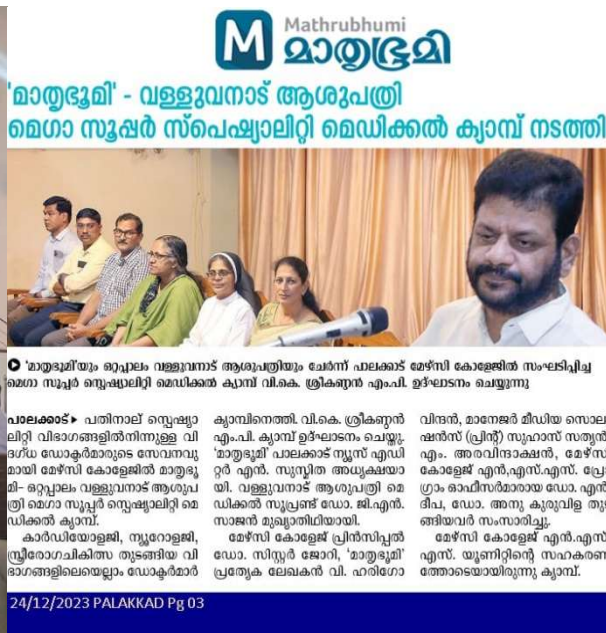 Mathrubhumi
മാതൃഭൂമി
'മാതൃഭൂമി' - വള്ളുവനാട് ആശുപത്രി
മെഗാ സൂപ്പർ സ്പെഷ്യാലിറ്റി മെഡിക്കൽ ക്യാമ്പ് നടത്തി
'മാതൃഭൂമി'യും ഒറ്റപ്പാലം വള്ളുവനാട് ആശുപത്രിയും ചേർന്ന് പാലക്കാട് മേഴ്സി കോളേജിൽ സംഘടിപ്പിച്ച
മെഗാ സൂപ്പർ സ്പെഷ്യാലിറ്റി മെഡിക്കൽ ക്യാമ്പ് വി.കെ. ശ്രീകണ്ഠൻ എം.പി. ഉദ്ഘാടനം ചെയ്യുന്നു
പാലക്കാട് ▸ പതിനാല് സ്പെഷ്യാ
ലിറ്റി വിഭാഗങ്ങളിൽനിന്നുള്ള വി
ദഗ്ധ ഡോക്ടർമാരുടെ സേവനവു
മായി മേഴ്സി കോളേജിൽ മാതൃഭൂ
മി- ഒറ്റപ്പാലം വള്ളുവനാട് ആശുപ
ത്രി മെഗാ സൂപ്പർ സ്പെഷ്യാലിറ്റി മെ
ഡിക്കൽ ക്യാമ്പ്.
കാർഡിയോളജി, ന്യൂറോളജി,
സ്ത്രീരോഗചികിത്സ തുടങ്ങിയ വി
ഭാഗങ്ങളിലെയെല്ലാം ഡോക്ടർമാർ
ക്യാമ്പിനെത്തി. വി.കെ. ശ്രീകണ്ഠൻ
എം.പി. ക്യാമ്പ് ഉദ്ഘാടനം ചെയ്തു.
'മാതൃഭൂമി' പാലക്കാട് ന്യൂസ് എഡി
റ്റർ എൻ. സുസ്മിത അധ്യക്ഷയാ
യി. വള്ളുവനാട് ആശുപത്രി മെ
ഡിക്കൽ സൂപ്രണ്ട് ഡോ. ജി.എൻ.
സാജൻ മുഖ്യാതിഥിയായി.
മേഴ്സി കോളേജ് പ്രിൻസിപ്പൽ
ഡോ. സിസ്റ്റർ ജോറി, 'മാതൃഭൂമി'
പ്രത്യേക ലേഖകൻ വി. ഹരിഗോ
വിന്ദൻ, മാനേജർ മീഡിയ സൊല
ഷൻസ് (പ്രിന്റ്) സുഹാസ് സത്യൻ
എം. അരവിന്ദാക്ഷൻ, മേഴ്സി
കോളേജ് എൻ.എസ്.എസ്. പ്രോ
ഗ്രാം ഓഫീസർമാരായ ഡോ. എൻ
ദീപ, ഡോ. അനു കുരുവിള തുട
ങ്ങിയവർ സംസാരിച്ചു.
മേഴ്സി കോളേജ് എൻ.എസ്
എസ്. യൂണിറ്റിന്റെ സഹകരണ
ത്തോടെയായിരുന്നു ക്യാമ്പ്.
24/12/2023 PALAKKAD Pg 03